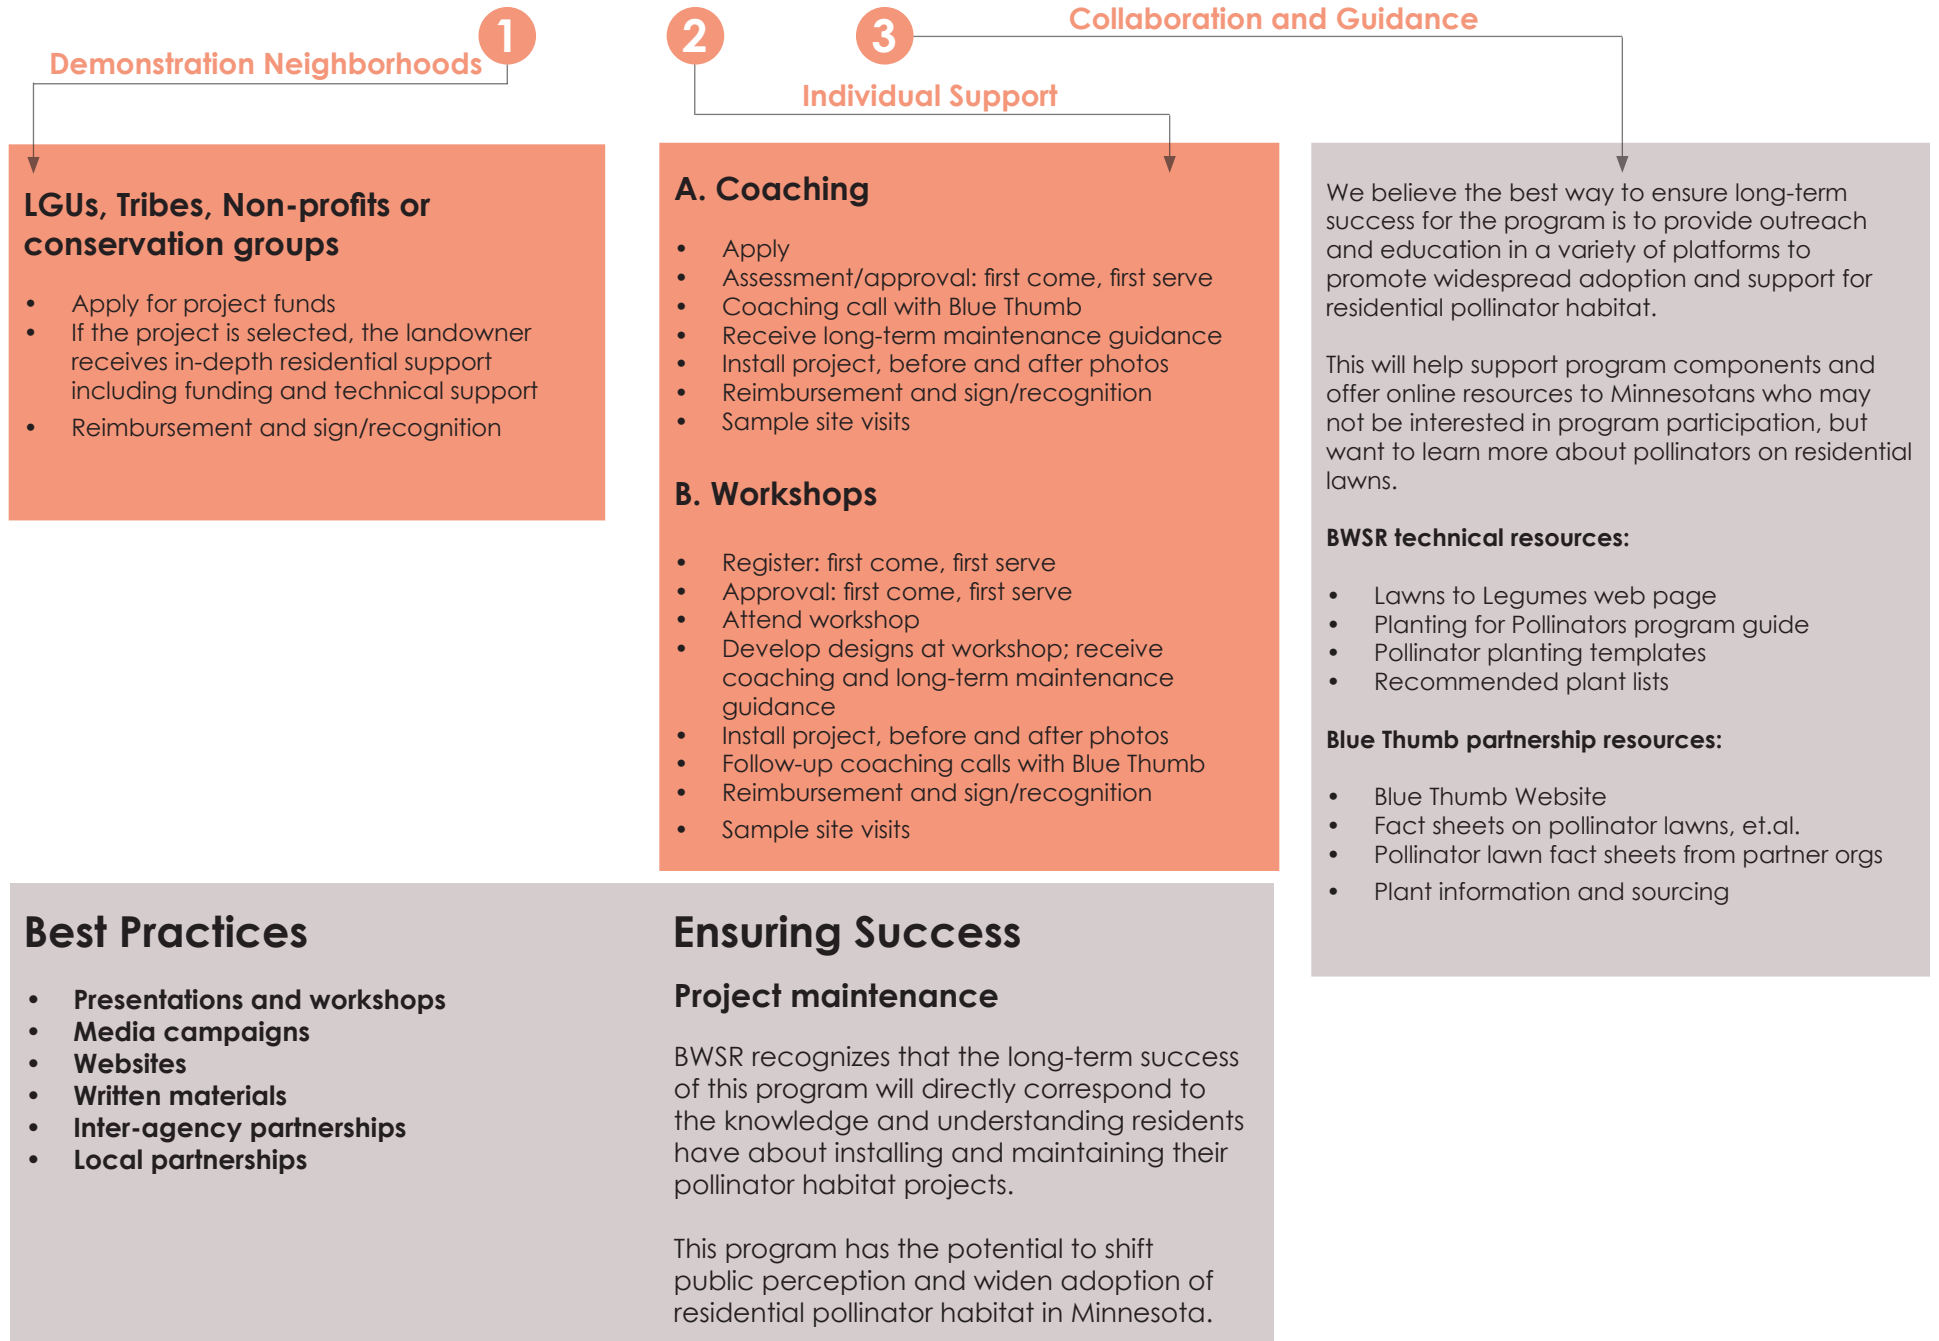 1
Demonstration Neighborhoods
2
Individual Support
3
Collaboration and Guidance
LGUs, Tribes, Non-profits or
conservation groups
• Apply for project funds
• If the project is selected, the landowner
receives in-depth residential support
including funding and technical support
• Reimbursement and sign/recognition
A. Coaching
• Apply
• Assessment/approval: first come, first serve
• Coaching call with Blue Thumb
• Receive long-term maintenance guidance
• Install project, before and after photos
• Reimbursement and sign/recognition
• Sample site visits
B. Workshops
• Register: first come, first serve
• Approval: first come, first serve
• Attend workshop
• Develop designs at workshop; receive
coaching and long-term maintenance
guidance
• Install project, before and after photos
• Follow-up coaching calls with Blue Thumb
• Reimbursement and sign/recognition
• Sample site visits
We believe the best way to ensure long-term
success for the program is to provide outreach
and education in a variety of platforms to
promote widespread adoption and support for
residential pollinator habitat.
This will help support program components and
offer online resources to Minnesotans who may
not be interested in program participation, but
want to learn more about pollinators on residential
lawns.
BWSR technical resources:
• Lawns to Legumes web page
• Planting for Pollinators program guide
• Pollinator planting templates
• Recommended plant lists
Blue Thumb partnership resources:
• Blue Thumb Website
• Fact sheets on pollinator lawns, et.al.
• Pollinator lawn fact sheets from partner orgs
• Plant information and sourcing
Best Practices
• Presentations and workshops
• Media campaigns
• Websites
• Written materials
• Inter-agency partnerships
• Local partnerships
Ensuring Success
Project maintenance
BWSR recognizes that the long-term success
of this program will directly correspond to
the knowledge and understanding residents
have about installing and maintaining their
pollinator habitat projects.
This program has the potential to shift
public perception and widen adoption of
residential pollinator habitat in Minnesota.